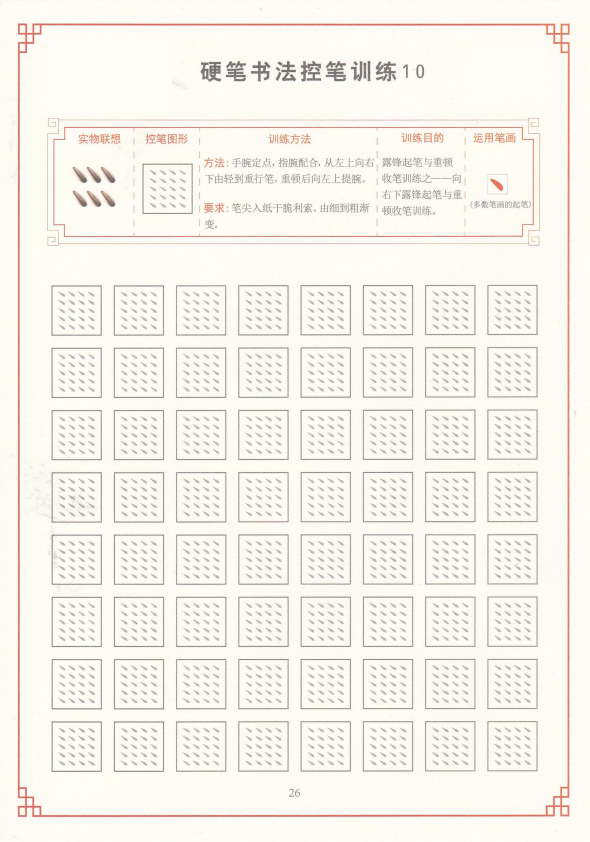 硬笔书法控笔训练10
实物联想
控笔图形
训练方法
方法：手腕定点，指腕配合，从左上向右
下由轻到重行笔，重顿后向左上提腕。
要求：笔尖入纸干脆利索、由细到粗渐
变。
训练目的
露锋起笔与重顿
收笔训练之——向
右下露锋起笔与重
顿收笔训练。
运用笔画
(多数笔画的起笔)
26